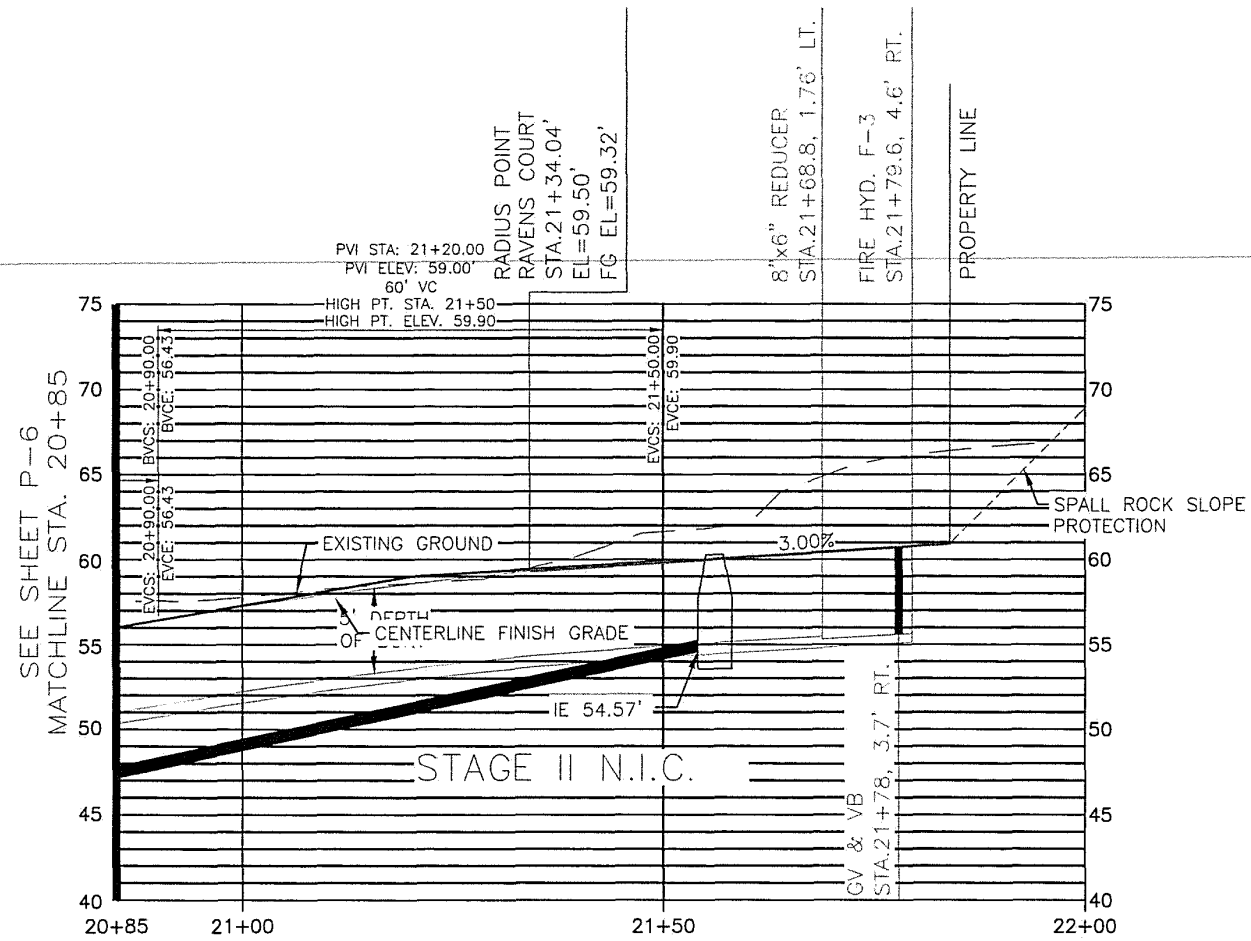 RADIUS POINT
RAVENS COURT
STA.21+34.04'
EL=59.50'
FG EL=59.32'
8"x6" REDUCER
STA.21+68.8, 1.76' LT.
FIRE HYD. F-3
STA.21+79.6, 4.6' RT.
PROPERTY LINE
PVI STA: 21+20.00
PVI ELEV: 59.00'
60' VC
HIGH PT. STA. 21+50
HIGH PT. ELEV. 59.90
SEE SHEET P-6
MATCHLINE STA. 20+85
75
70
65
60
55
50
45
40
EVCS: 20+90.00
EVCE: 56.43
BVCS: 20+90.00
BVCE: 56.43
EVCS: 21+50.00
EVCE: 59.90
EXISTING GROUND
5' DEPTH
OF
CENTERLINE FINISH GRADE
3.00%
SPALL ROCK SLOPE
PROTECTION
IE 54.57'
STAGE II N.I.C.
GV & VB
STA.21+78, 3.7' RT.
75
70
65
60
55
50
45
40
20+85
21+00
21+50
22+00